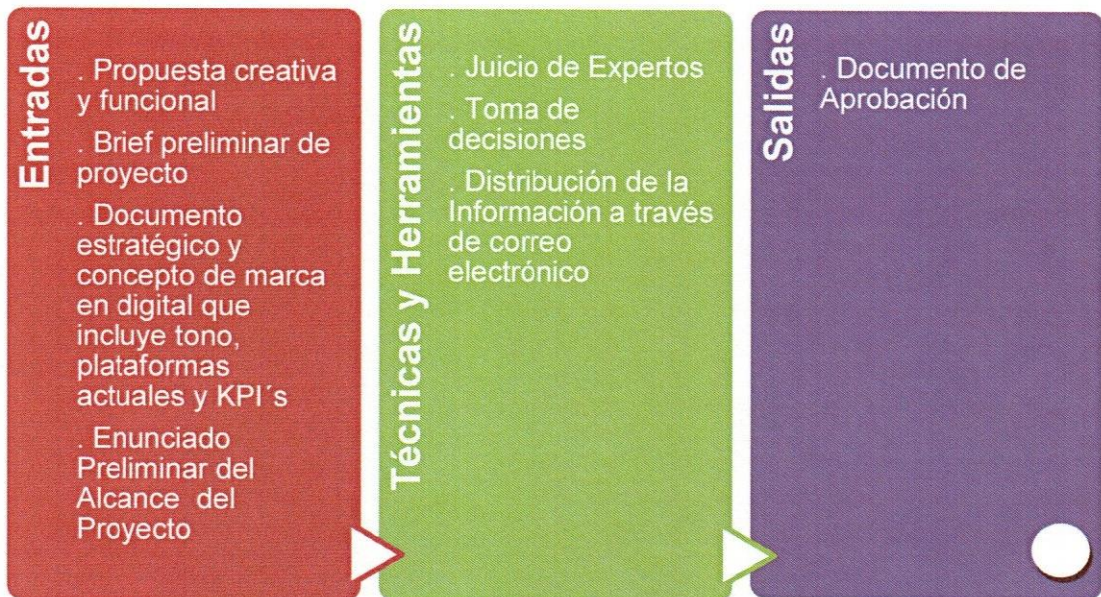 Entradas
. Propuesta creativa
y funcional
. Brief preliminar de
proyecto
. Documento
estratégico y
concepto de marca
en digital que
incluye tono,
plataformas
actuales y KPI´s
. Enunciado
Preliminar del
Alcance del
Proyecto
Técnicas y Herramientas
. Juicio de Expertos
. Toma de
decisiones
. Distribución de la
Información a través
de correo
electrónico
Salidas
. Documento de
Aprobación